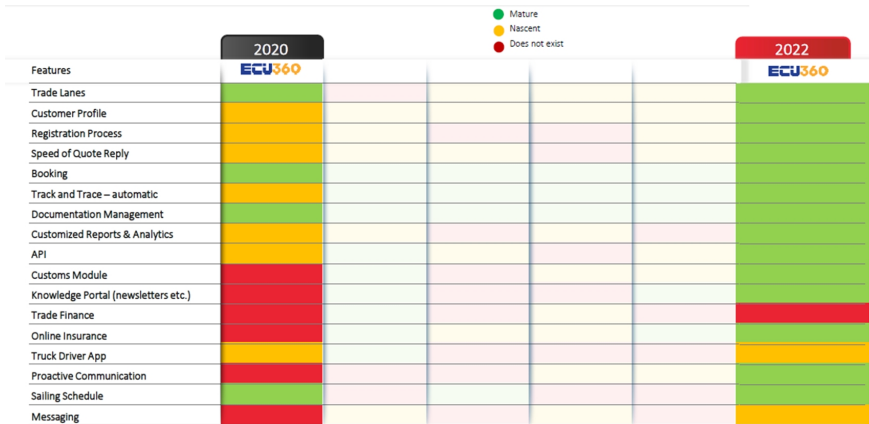 Mature
Nascent
Does not exist
2020
2022
Features
ECU360
ECU360
Trade Lanes
Customer Profile
Registration Process
Speed of Quote Reply
Booking
Track and Trace – automatic
Documentation Management
Customized Reports & Analytics
API
Customs Module
Knowledge Portal (newsletters etc.)
Trade Finance
Online Insurance
Truck Driver App
Proactive Communication
Sailing Schedule
Messaging